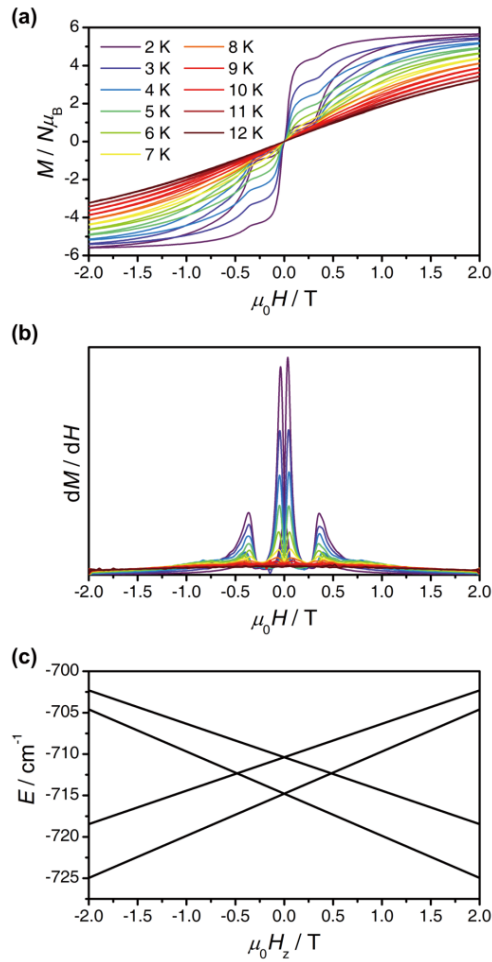 (a)
6
4
2
0
-2
-4
-6
M / Nμ_B
2 K 8 K
3 K 9 K
4 K 10 K
5 K 11 K
6 K 12 K
7 K
-2.0 -1.5 -1.0 -0.5 0.0 0.5 1.0 1.5 2.0
μ₀H / T
(b)
dM / dH
-2.0 -1.5 -1.0 -0.5 0.0 0.5 1.0 1.5 2.0
μ₀H / T
(c)
-700
-705
-710
-715
-720
-725
E / cm⁻¹
-2.0 -1.5 -1.0 -0.5 0.0 0.5 1.0 1.5 2.0
μ₀H_z / T